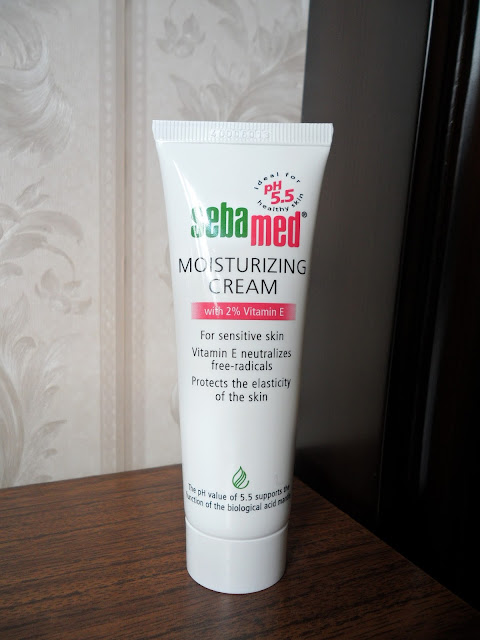 ideal for
pH
5.5
healthy skin
sebamed®
MOISTURIZING
CREAM
with 2% Vitamin E
For sensitive skin
Vitamin E neutralizes
free-radicals
Protects the elasticity
of the skin
The pH value of 5.5 supports the
function of the biological acid